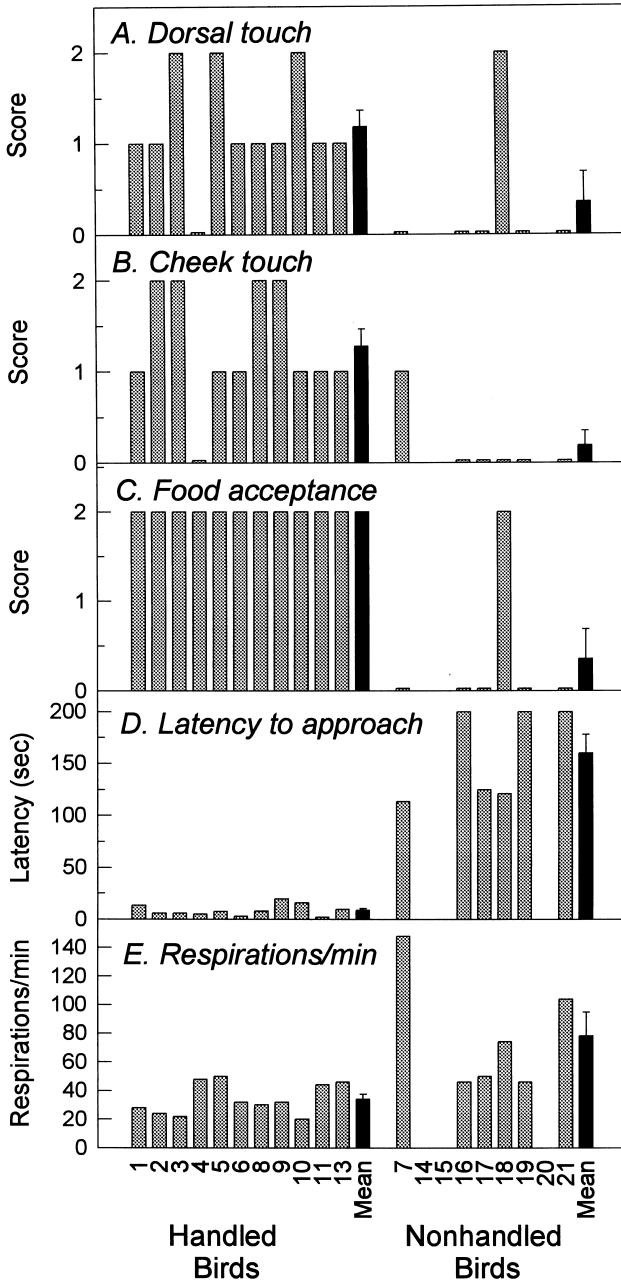 A. Dorsal touch
Score
2
1
0
B. Cheek touch
Score
2
1
0
C. Food acceptance
Score
2
1
0
D. Latency to approach
Latency (sec)
200
150
100
50
0
E. Respirations/min
Respirations/min
140
120
100
80
60
40
20
0
1 2 3 4 5 6 8 9 10 11 13 Mean 7 14 15 16 17 18 19 20 21 Mean
Handled Birds
Nonhandled Birds